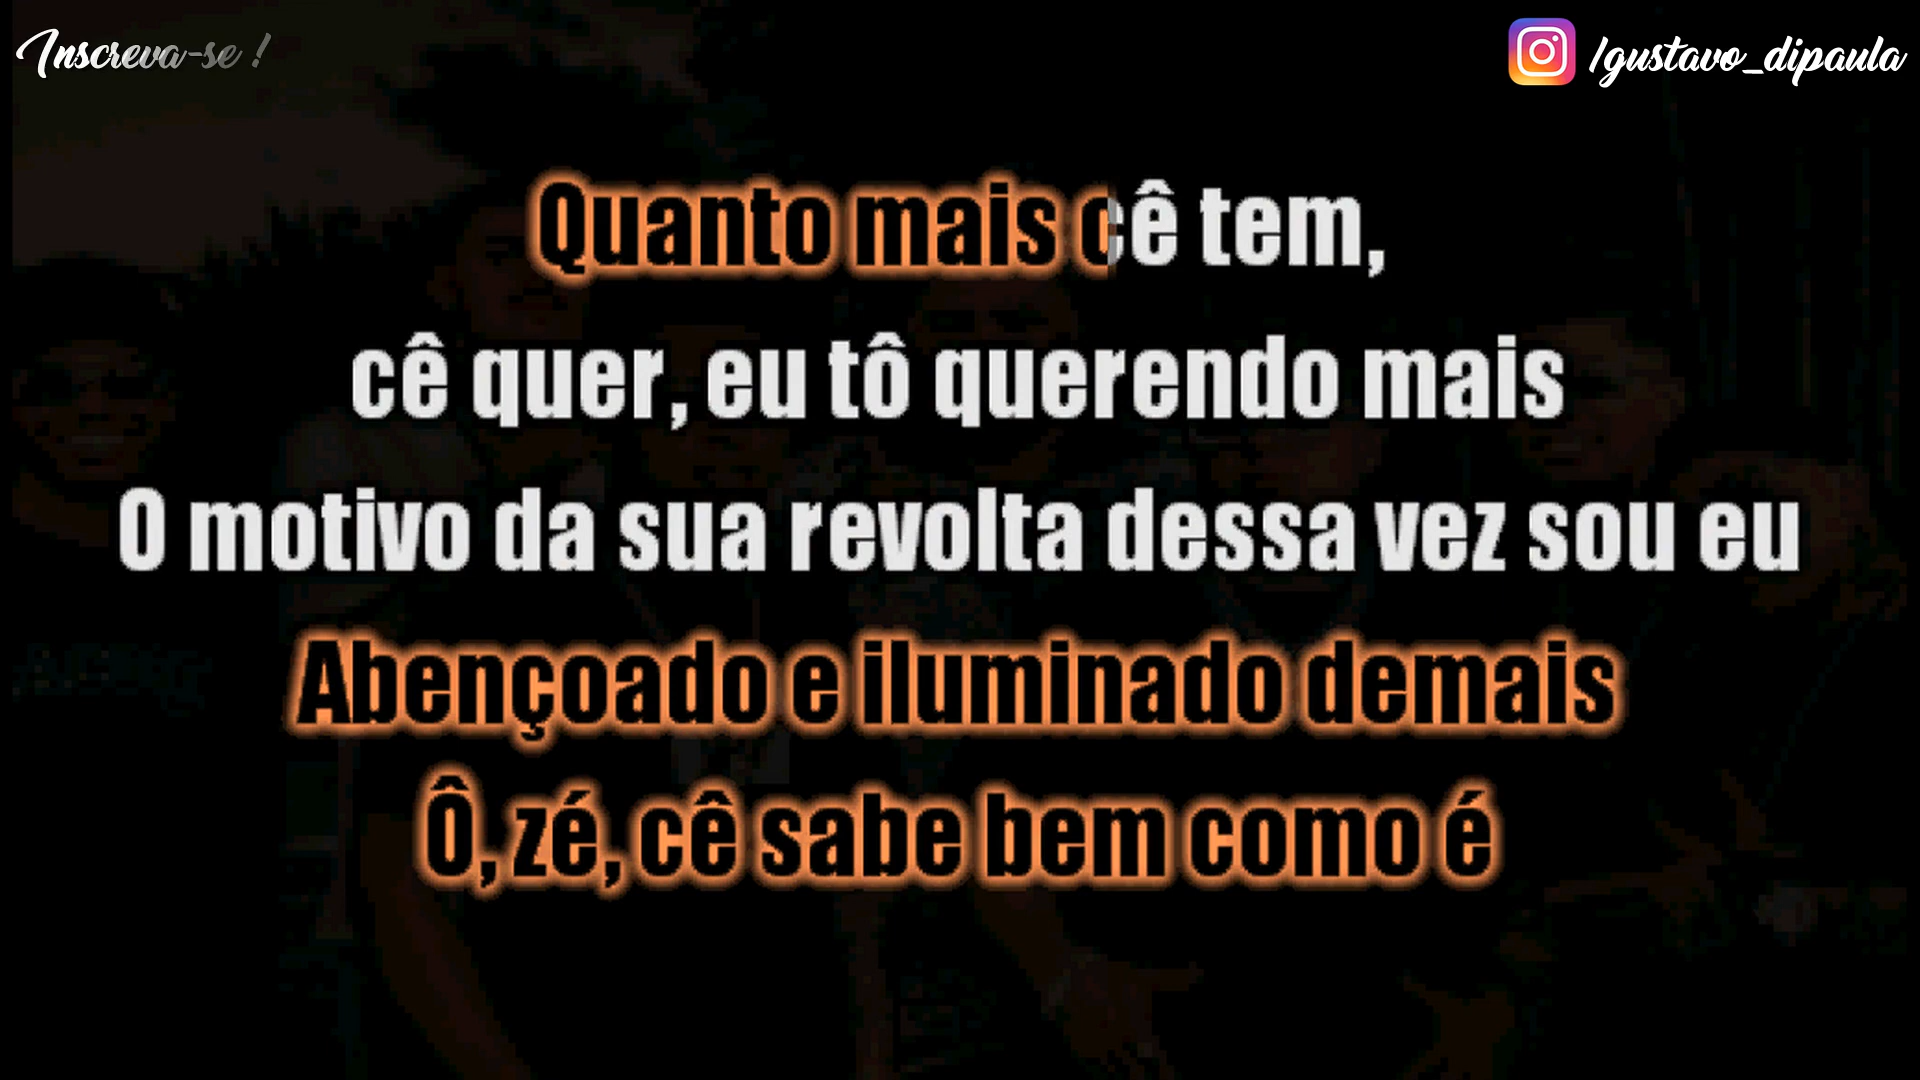 Inscreva-se !
/gustavo_dipaula
Quanto mais cê tem,
cê quer, eu tô querendo mais
O motivo da sua revolta dessa vez sou eu
Abençoado e iluminado demais
Ô, zé, cê sabe bem como é